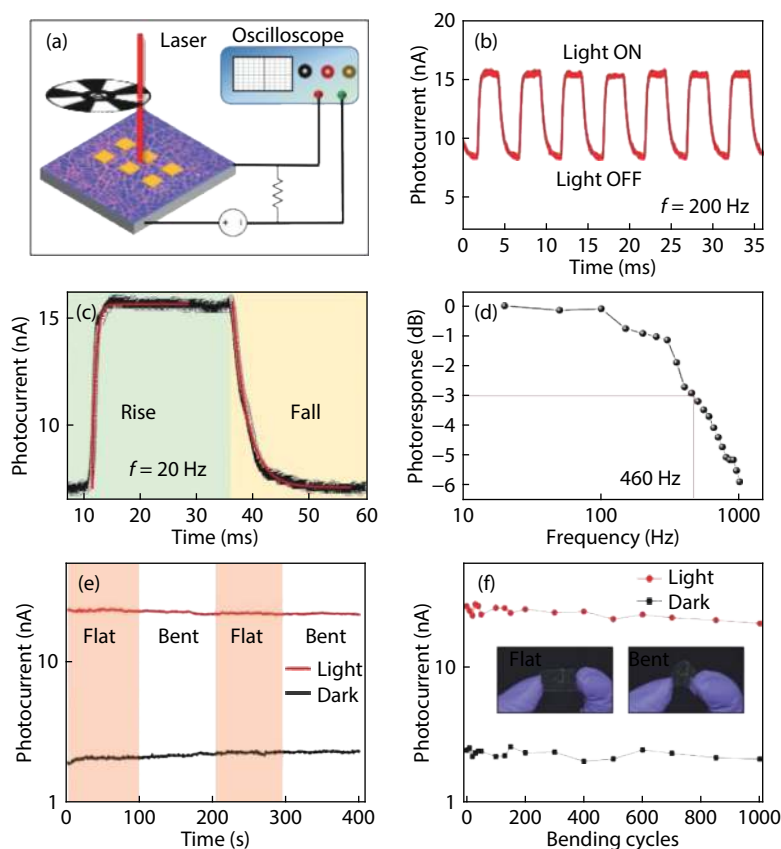 (a)
Laser
Oscilloscope
(b)
Photocurrent (nA)
20
15
10
5
Light ON
Light OFF
f = 200 Hz
0 5 10 15 20 25 30 35
Time (ms)
(c)
Photocurrent (nA)
15
10
Rise
Fall
f = 20 Hz
10 20 30 40 50 60
Time (ms)
(d)
Photoresponse (dB)
0
-1
-2
-3
-4
-5
-6
460 Hz
10 100 1000
Frequency (Hz)
(e)
Photocurrent (nA)
10
1
Flat Bent Flat Bent
Light
Dark
0 100 200 300 400
Time (s)
(f)
Photocurrent (nA)
10
1
Light
Dark
Flat
Bent
0 200 400 600 800 1000
Bending cycles